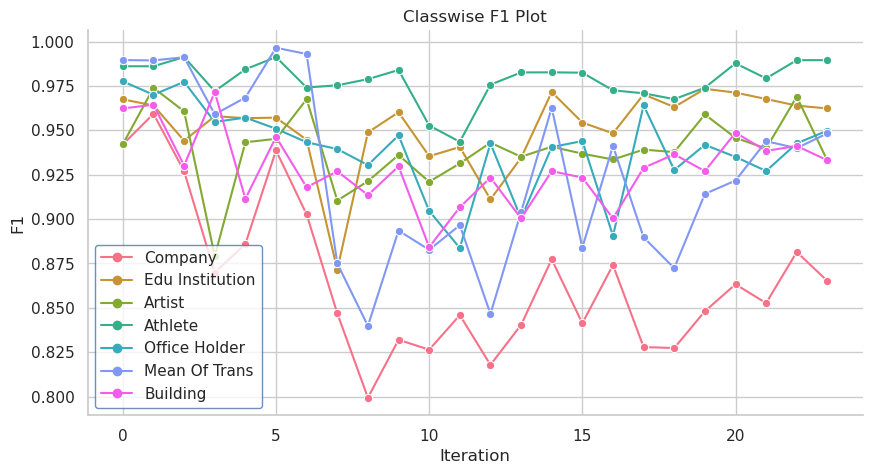 Classwise F1 Plot
F1
1.000
0.975
0.950
0.925
0.900
0.875
0.850
0.825
0.800
Company
Edu Institution
Artist
Athlete
Office Holder
Mean Of Trans
Building
0 5 10 15 20
Iteration